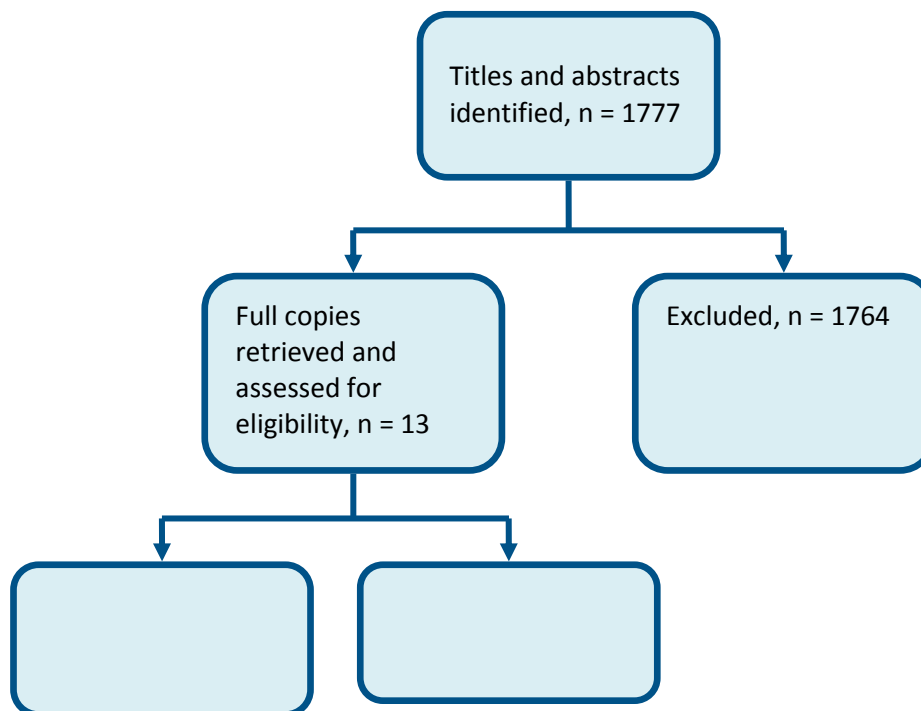 Titles and abstracts
identified, n = 1777
Full copies
retrieved and
assessed for
eligibility, n = 13
Excluded, n = 1764